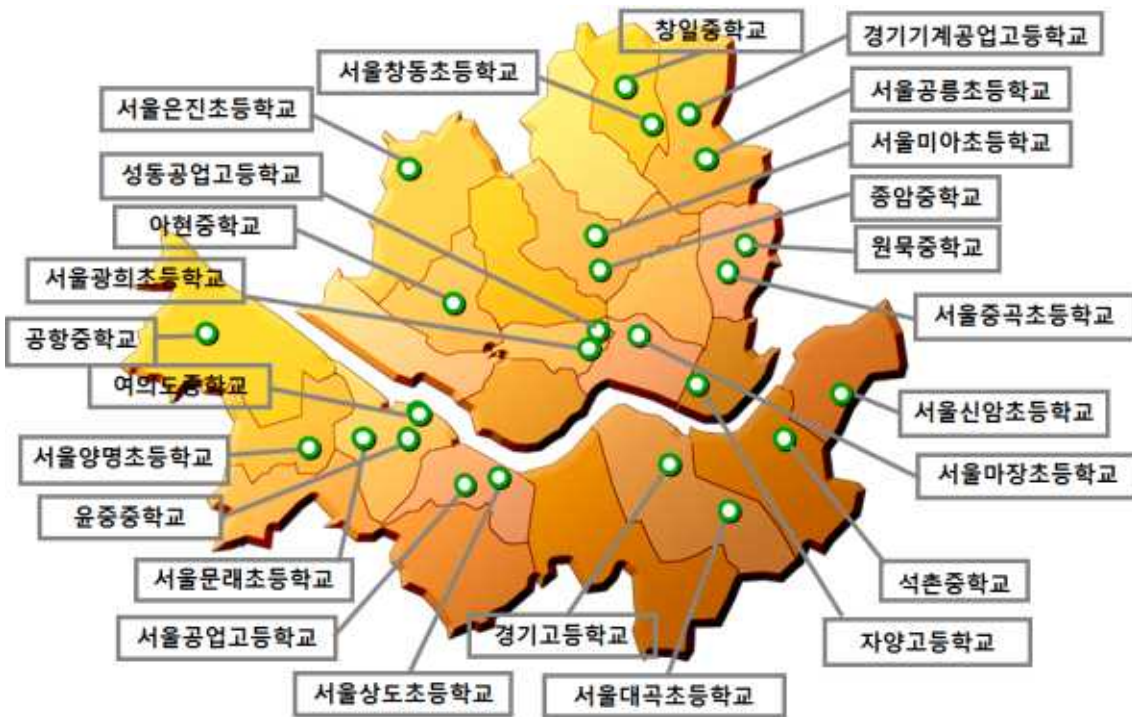 창일중학교
경기기계공업고등학교
서울창동초등학교
서울공릉초등학교
서울은진초등학교
서울미아초등학교
성동공업고등학교
종암중학교
아현중학교
원묵중학교
서울광희초등학교
서울중곡초등학교
공항중학교
여의도중학교
서울신암초등학교
서울양명초등학교
서울마장초등학교
윤중중학교
서울문래초등학교
석촌중학교
서울공업고등학교
경기고등학교
자양고등학교
서울상도초등학교
서울대곡초등학교